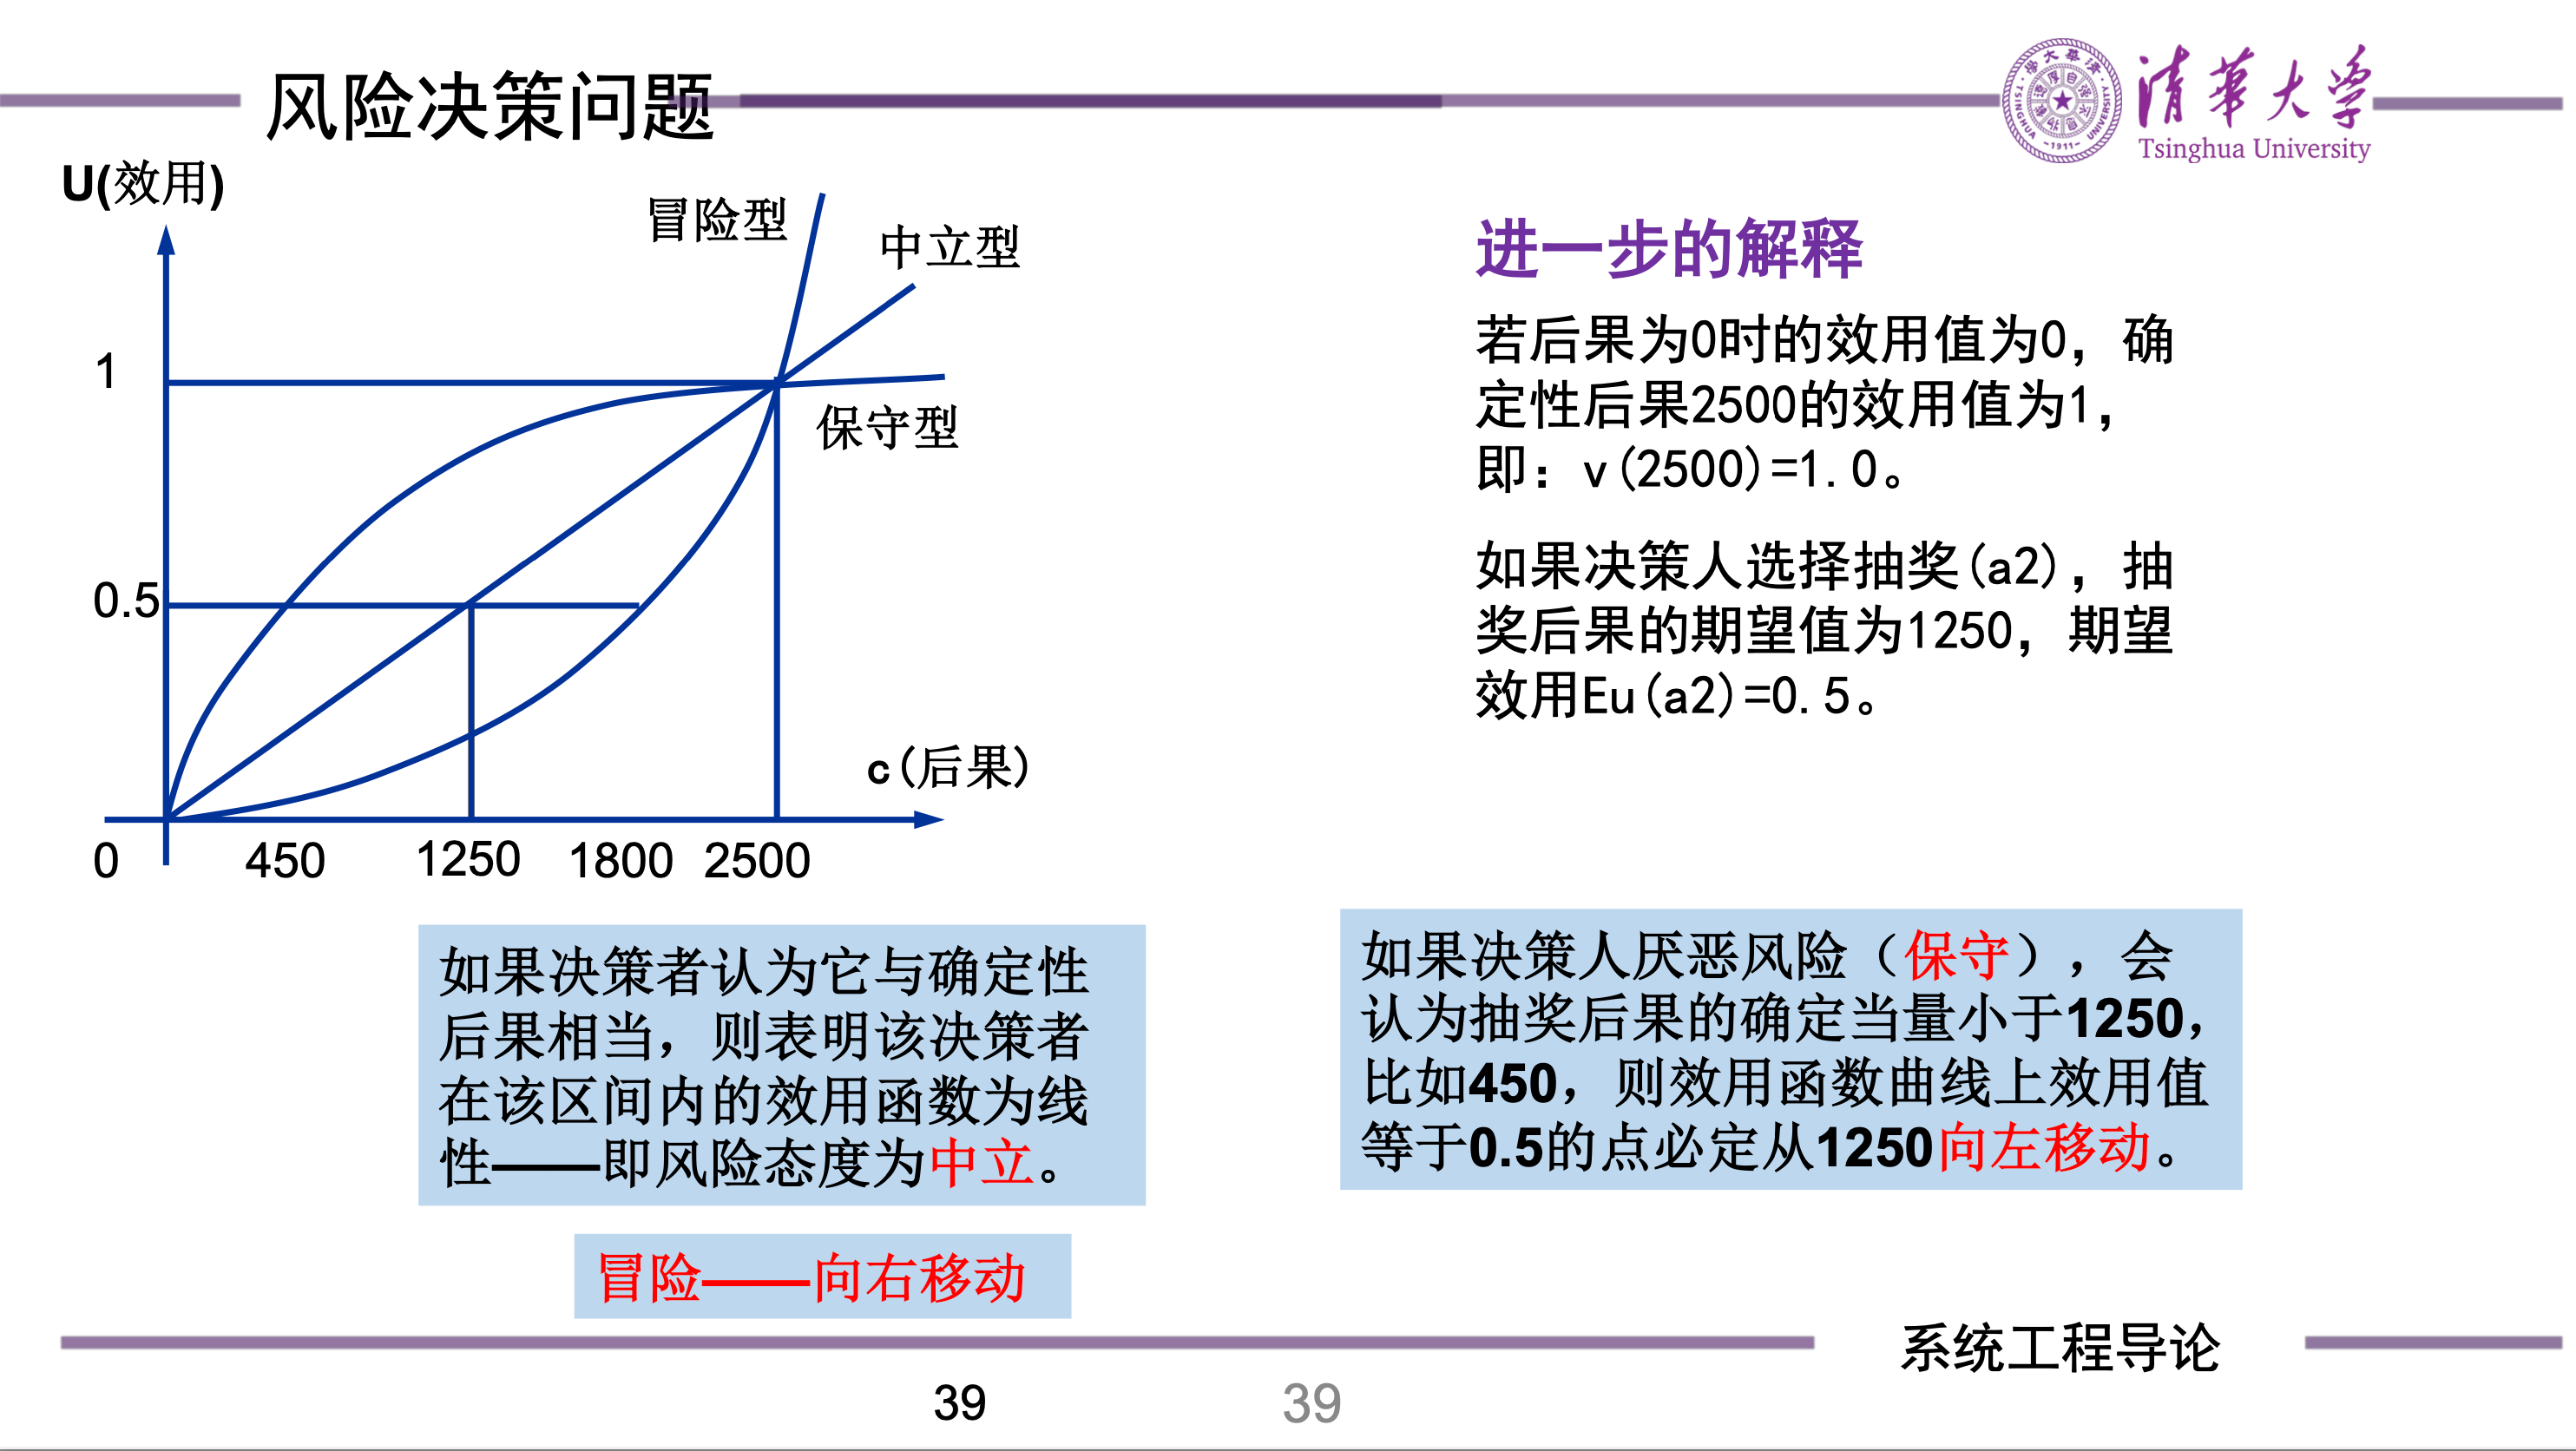 风险决策问题
清華大学
Tsinghua University
U(效用)
冒险型
中立型
1
保守型
0.5
c(后果)
0
450
1250
1800
2500
进一步的解释
若后果为0时的效用值为0，确
定性后果2500的效用值为1，
即：v(2500)=1.0。
如果决策人选择抽奖(a2)，抽
奖后果的期望值为1250，期望
效用Eu(a2)=0.5。
如果决策者认为它与确定性
后果相当，则表明该决策者
在该区间内的效用函数为线
性——即风险态度为中立。
如果决策人厌恶风险（保守），会
认为抽奖后果的确定当量小于1250，
比如450，则效用函数曲线上效用值
等于0.5的点必定从1250向左移动。
冒险——向右移动
系统工程导论
39
39